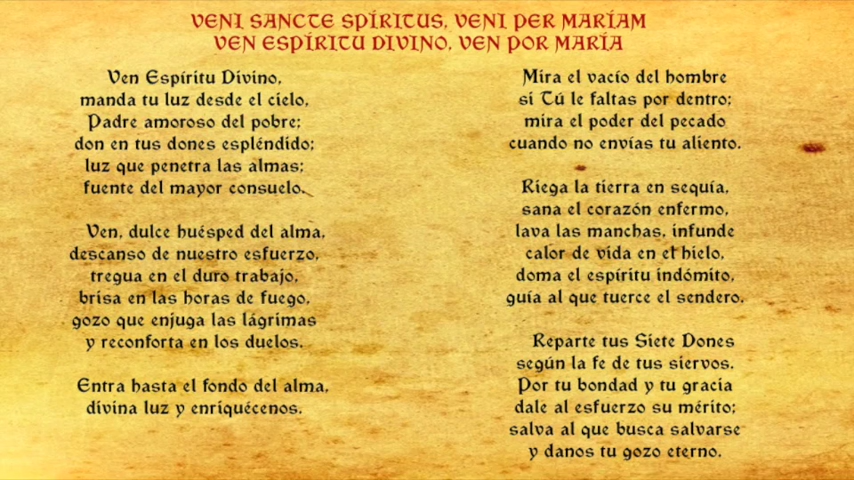 VENI SANCTE SPÍRITUS, VENI PER MARÍAM
VEN ESPÍRITU DIVINO, VEN POR MARÍA
Ven Espíritu Divino,
manda tu luz desde el cielo,
Padre amoroso del pobre;
don en tus dones espléndido;
luz que penetra las almas;
fuente del mayor consuelo.
Ven, dulce huésped del alma,
descanso de nuestro esfuerzo,
tregua en el duro trabajo,
brisa en las horas de fuego,
gozo que enjuga las lágrimas
y reconforta en los duelos.
Entra hasta el fondo del alma,
divina luz y enriquécenos.
Mira el vacío del hombre
si Tú le faltas por dentro;
mira el poder del pecado
cuando no envías tu aliento.
Riega la tierra en sequía,
sana el corazón enfermo,
lava las manchas, infunde
calor de vida en el hielo,
doma el espíritu indómito,
guía al que tuerce el sendero.
Reparte tus Siete Dones
según la fe de tus siervos.
Por tu bondad y tu gracia
dale al esfuerzo su mérito;
salva al que busca salvarse
y danos tu gozo eterno.